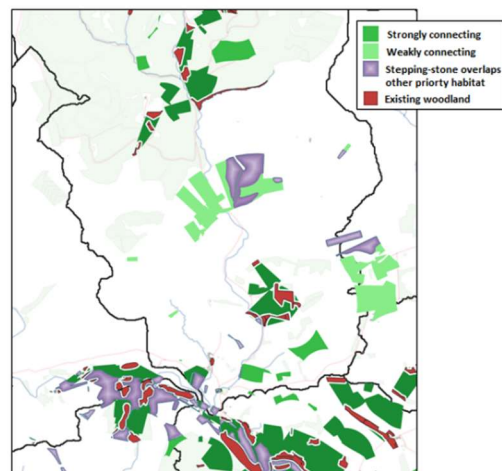 Strongly connecting
Weakly connecting
Stepping-stone overlaps
other priorty habitat
Existing woodland